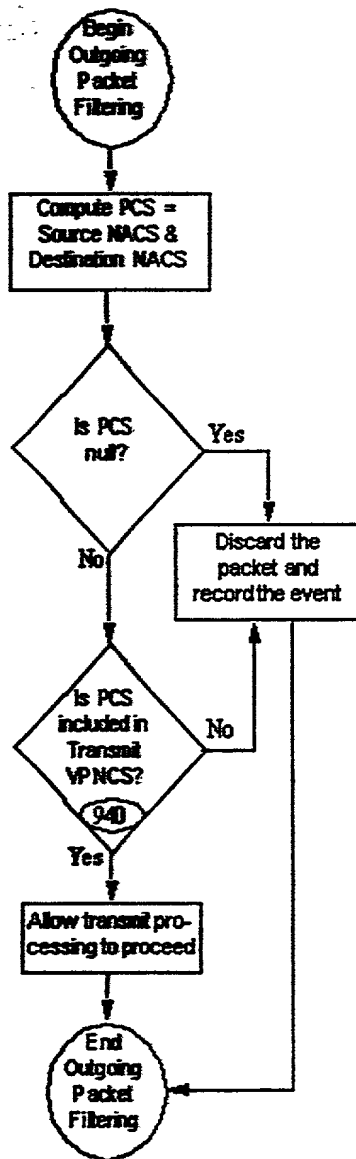 Begin
Outgoing
Packet
Filtering
Compute PCS =
Source NACS &
Destination NACS
Is PCS
null?
Yes
No
Discard the
packet and
record the event
Is PCS
included in
Transmit
VPNCS?
940
No
Yes
Allow transmit pro-
cessing to proceed
End
Outgoing
Packet
Filtering